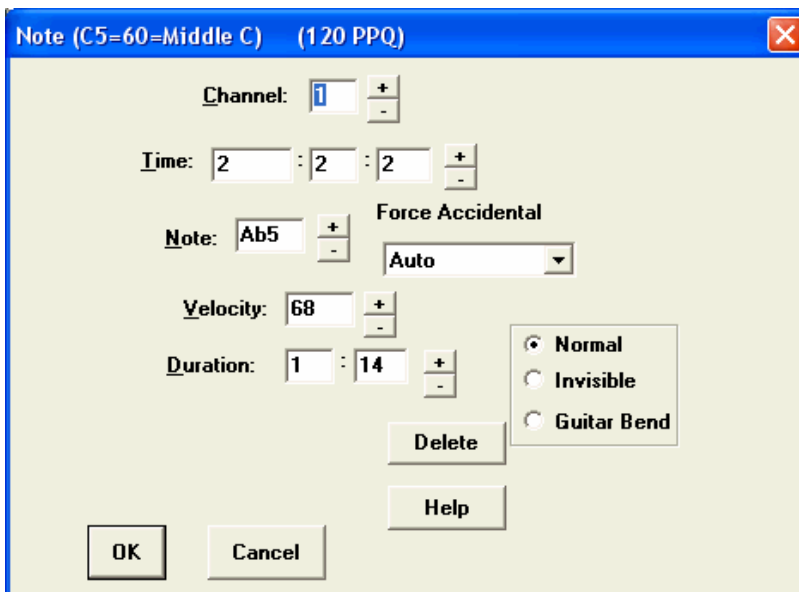 Note (C5=60=Middle C) (120 PPQ)
Channel: 1 + -
Time: 2 : 2 : 2 + -
Force Accidental
Note: Ab5 + - Auto
Velocity: 68 + -
Normal
Duration: 1 : 14 + -
Invisible
Guitar Bend
Delete
Help
OK Cancel